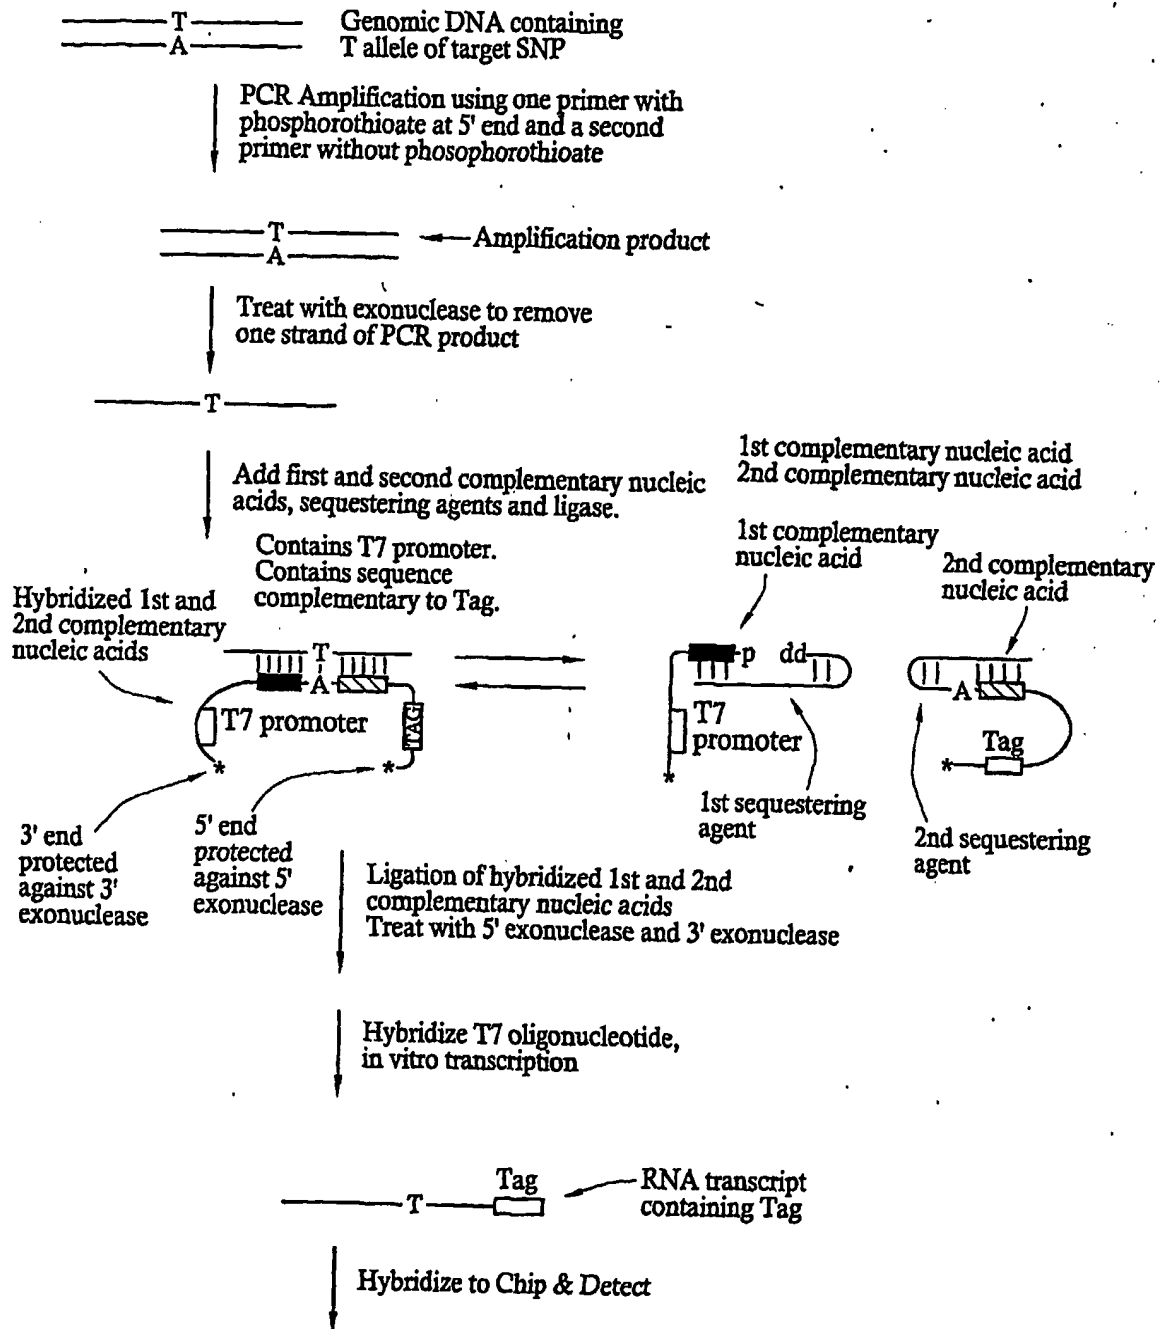 T
A
Genomic DNA containing
T allele of target SNP
PCR Amplification using one primer with
phosphorothioate at 5' end and a second
primer without phosophorothioate
T
A
Amplification product
Treat with exonuclease to remove
one strand of PCR product
T
Add first and second complementary nucleic
acids, sequestering agents and ligase.
1st complementary nucleic acid
2nd complementary nucleic acid
Contains T7 promoter.
Contains sequence
complementary to Tag.
1st complementary
nucleic acid
2nd complementary
nucleic acid
Hybridized 1st and
2nd complementary
nucleic acids
T
A
T7 promoter
TAG
*
*
p
dd
T7
promoter
*
A
Tag
*
3' end
protected
against 3'
exonuclease
5' end
protected
against 5'
exonuclease
1st sequestering
agent
2nd sequestering
agent
Ligation of hybridized 1st and 2nd
complementary nucleic acids
Treat with 5' exonuclease and 3' exonuclease
Hybridize T7 oligonucleotide,
in vitro transcription
T
Tag
RNA transcript
containing Tag
Hybridize to Chip & Detect